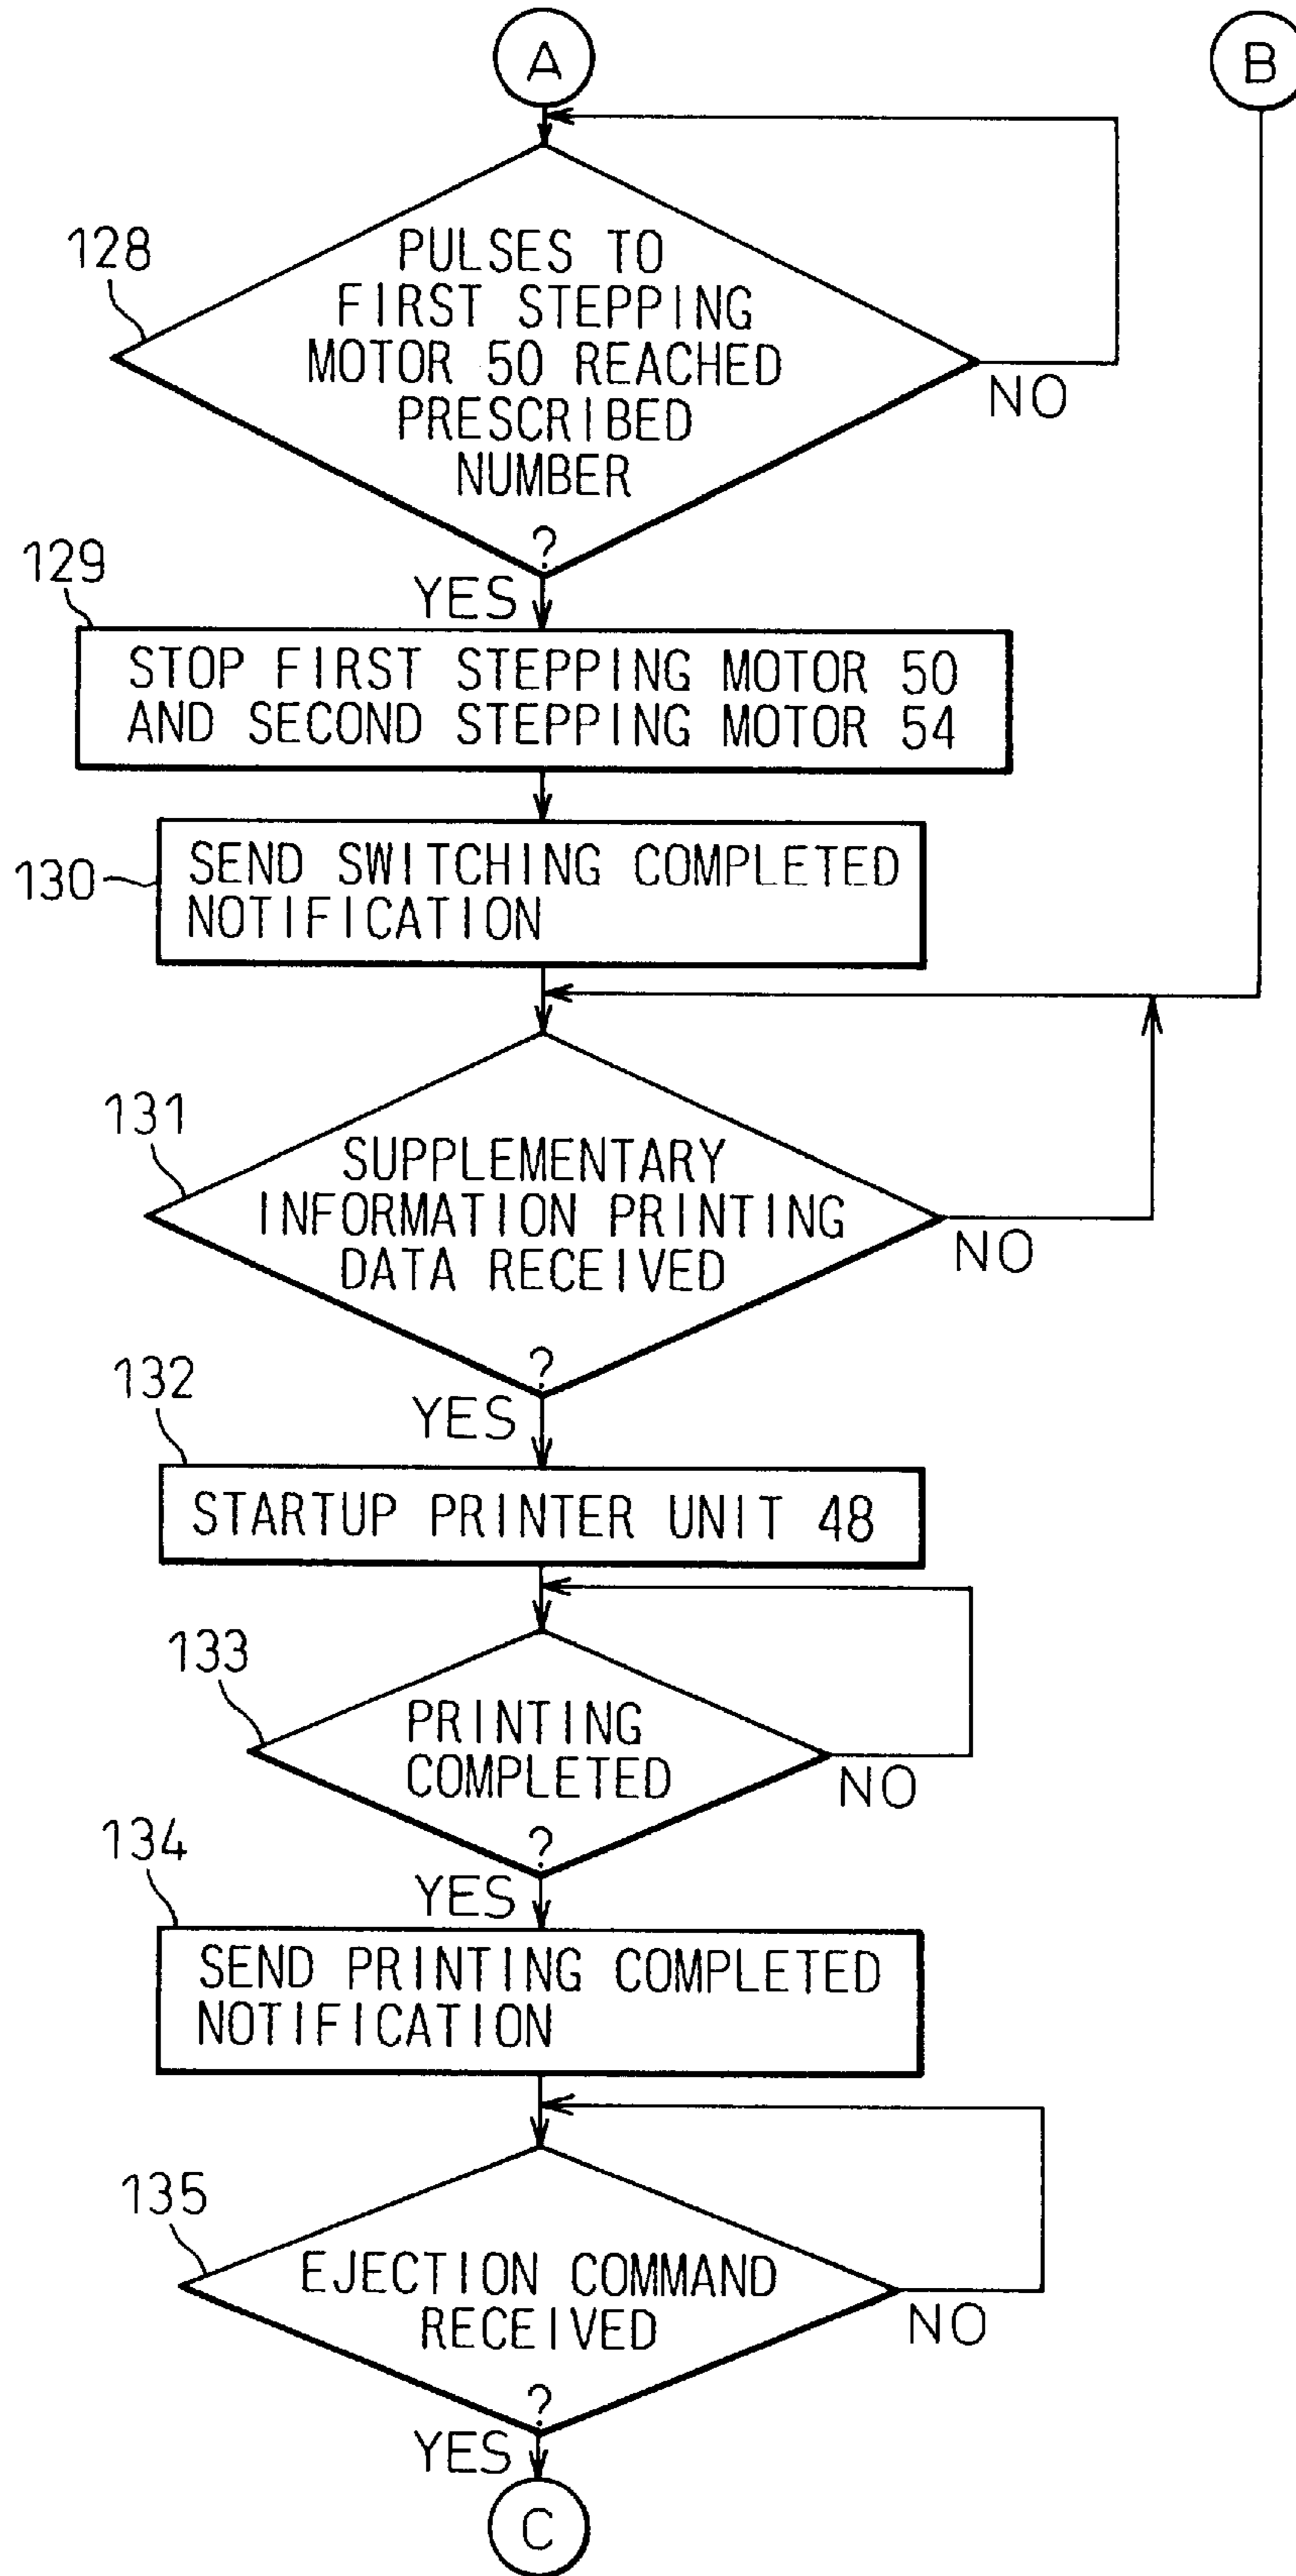 A
B
128
PULSES TO
FIRST STEPPING
MOTOR 50 REACHED
PRESCRIBED
NUMBER
?
NO
YES
129
STOP FIRST STEPPING MOTOR 50
AND SECOND STEPPING MOTOR 54
130
SEND SWITCHING COMPLETED
NOTIFICATION
131
SUPPLEMENTARY
INFORMATION PRINTING
DATA RECEIVED
?
NO
YES
132
STARTUP PRINTER UNIT 48
133
PRINTING
COMPLETED
?
NO
YES
134
SEND PRINTING COMPLETED
NOTIFICATION
135
EJECTION COMMAND
RECEIVED
?
NO
YES
C